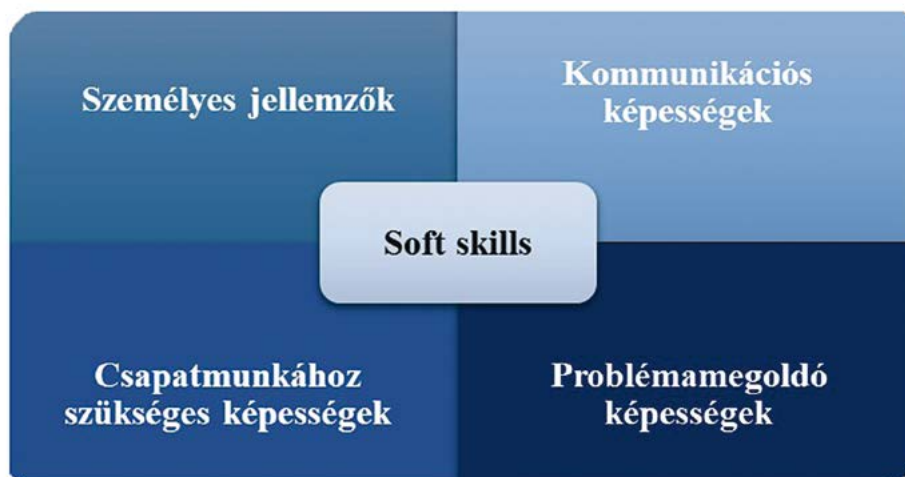 Személyes jellemzők
Kommunikációs
képességek
Soft skills
Csapatmunkához
szükséges képességek
Problémamegoldó
képességek